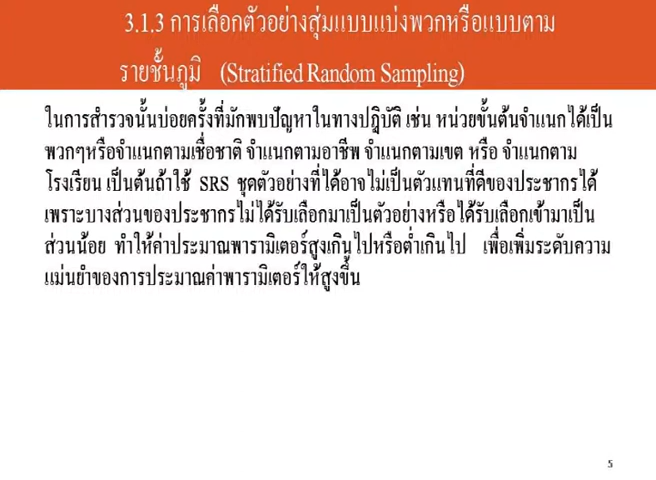 3.1.3 การเลือกตัวอย่างสุ่มแบบแบ่งพวกหรือแบบตาม
รายชั้นภูมิ (Stratified Random Sampling)
ในการสำรวจนั้นบ่อยครั้งที่มักพบปัญหาในทางปฏิบัติ เช่น หน่วยขั้นต้นจำแนกได้เป็น
พวกๆหรือจำแนกตามเชื่อชาติ จำแนกตามอาชีพ จำแนกตามเขต หรือ จำแนกตาม
โรงเรียน เป็นต้นถ้าใช้ SRS ชุดตัวอย่างที่ได้อาจไม่เป็นตัวแทนที่ดีของประชากรได้
เพราะบางส่วนของประชากรไม่ได้รับเลือกมาเป็นตัวอย่างหรือได้รับเลือกเข้ามาเป็น
ส่วนน้อย ทำให้ค่าประมาณพารามิเตอร์สูงเกินไปหรือต่ำเกินไป เพื่อเพิ่มระดับความ
แม่นยำของการประมาณค่าพารามิเตอร์ให้สูงขึ้น
5